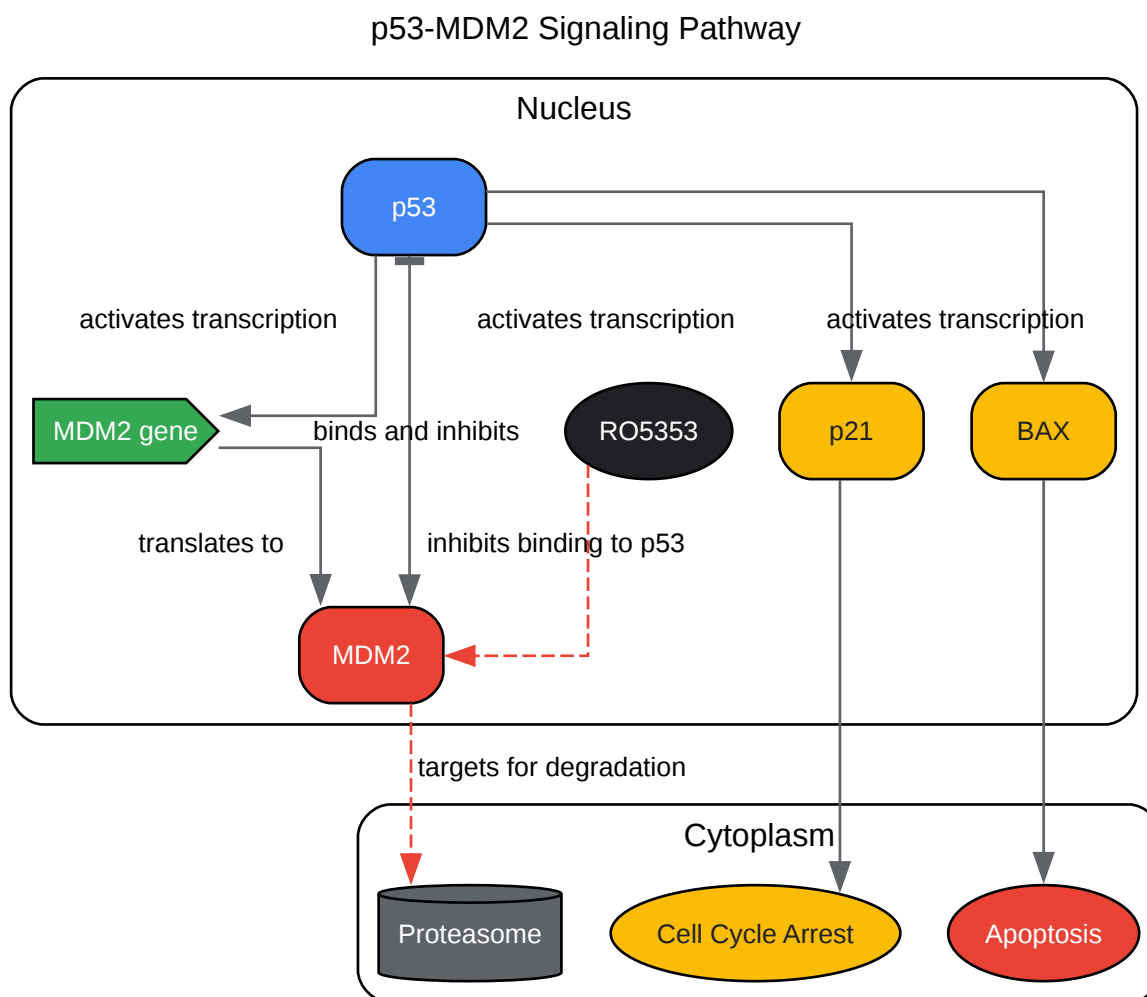 p53-MDM2 Signaling Pathway
Nucleus
p53
activates transcription
activates transcription
activates transcription
MDM2 gene
binds and inhibits
RO5353
p21
BAX
translates to
inhibits binding to p53
MDM2
targets for degradation
Cytoplasm
Proteasome
Cell Cycle Arrest
Apoptosis